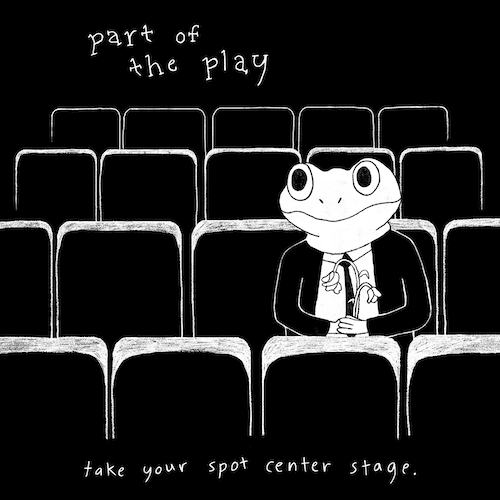 part of
the play
take your spot center stage.